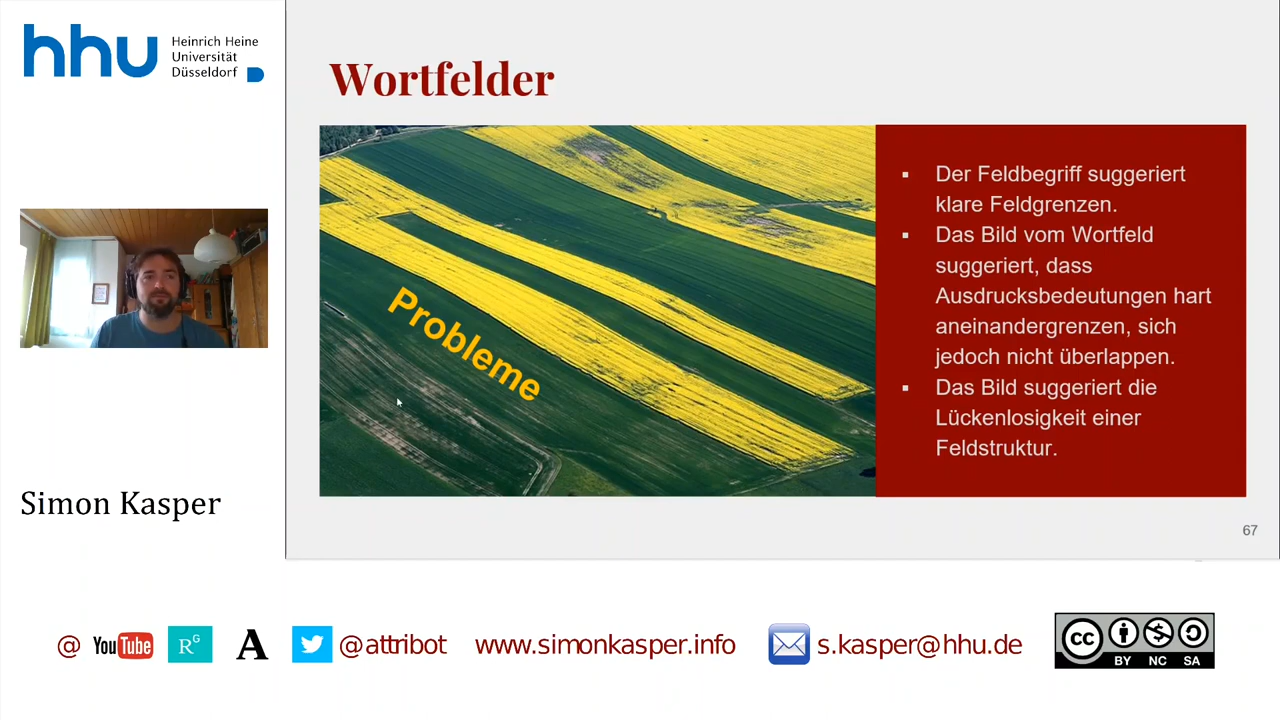 hhu
Heinrich Heine
Universität
Düsseldorf
Simon Kasper
Wortfelder
Probleme
▪ Der Feldbegriff suggeriert
klare Feldgrenzen.
▪ Das Bild vom Wortfeld
suggeriert, dass
Ausdrucksbedeutungen hart
aneinandergrenzen, sich
jedoch nicht überlappen.
▪ Das Bild suggeriert die
Lückenlosigkeit einer
Feldstruktur.
67
@ YouTube RG A @attribot www.simonkasper.info s.kasper@hhu.de
cc
BY NC SA